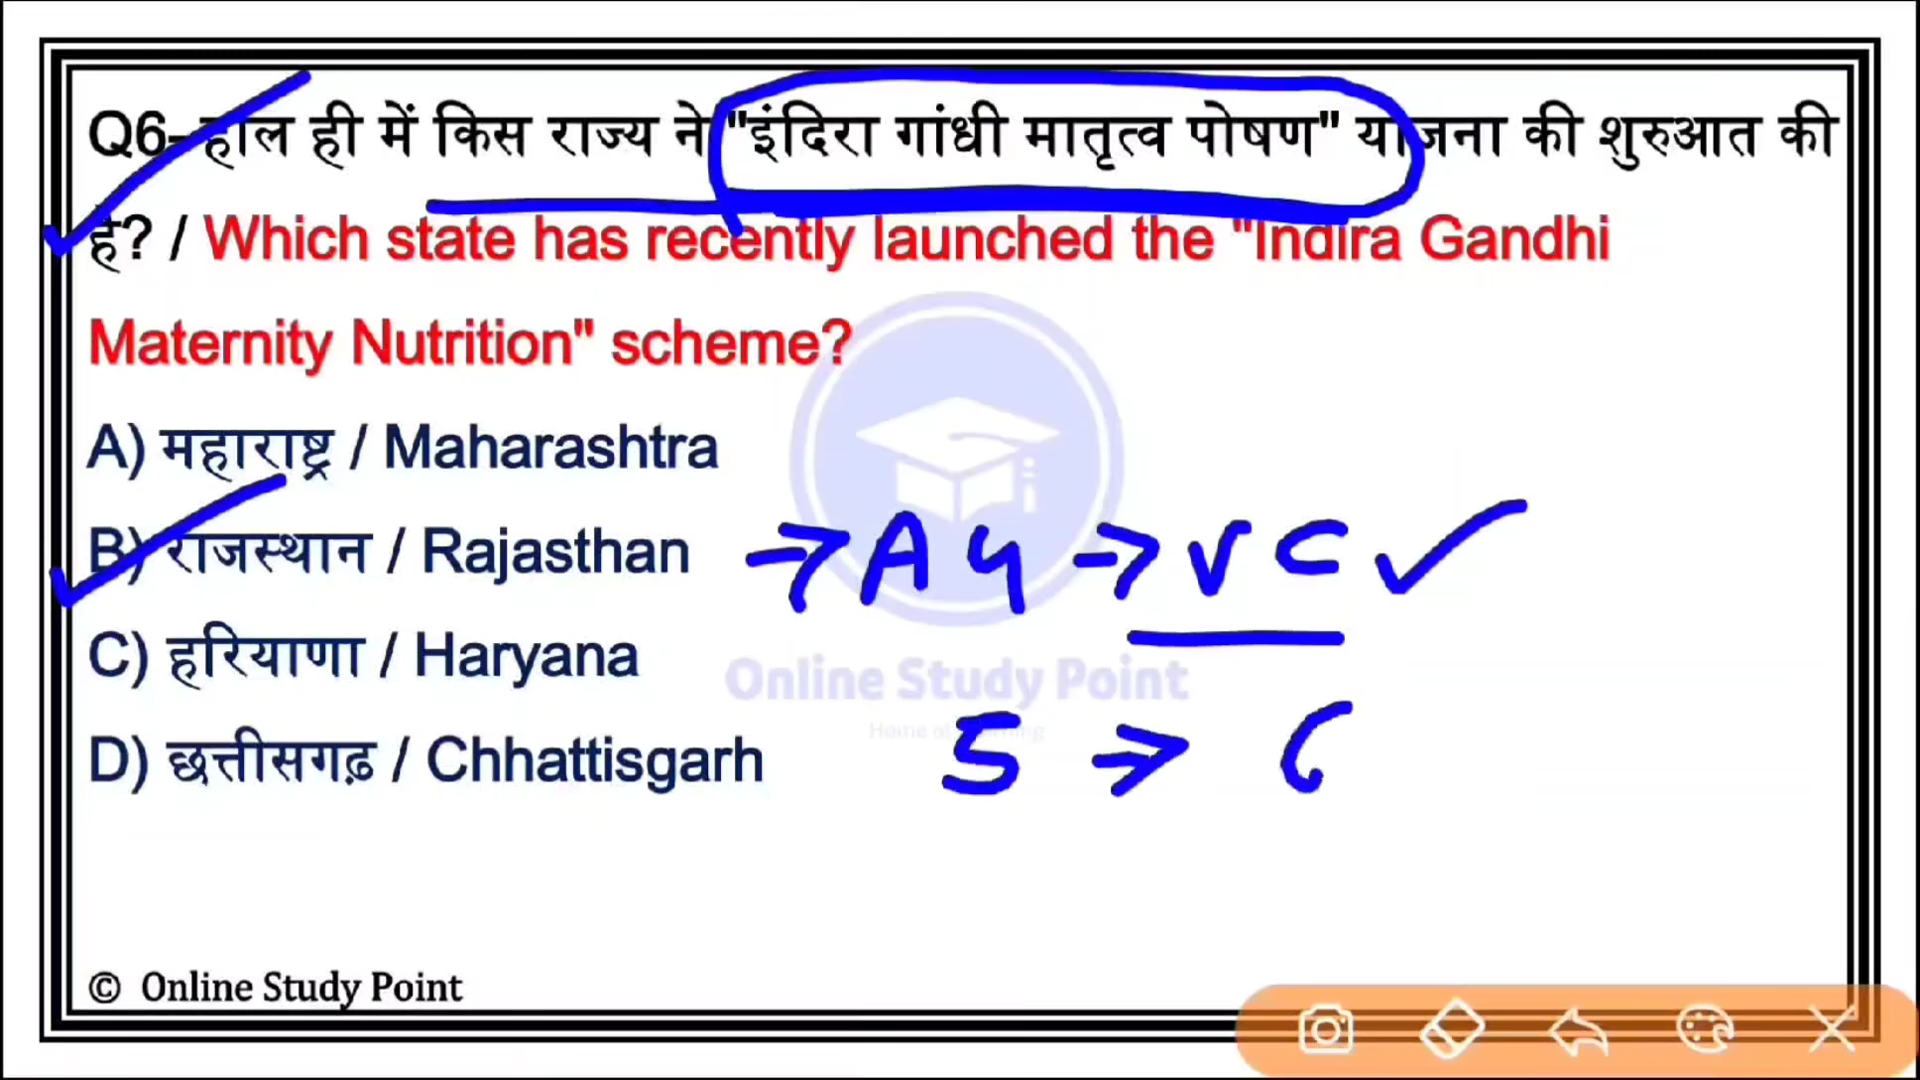 Q6- हाल ही में किस राज्य ने "इंदिरा गांधी मातृत्व पोषण" योजना की शुरुआत की
है? / Which state has recently launched the "Indira Gandhi
Maternity Nutrition" scheme?
A) महाराष्ट्र / Maharashtra
B) राजस्थान / Rajasthan → A G → V C
C) हरियाणा / Haryana
Online Study Point
D) छत्तीसगढ़ / Chhattisgarh 5 →
© Online Study Point